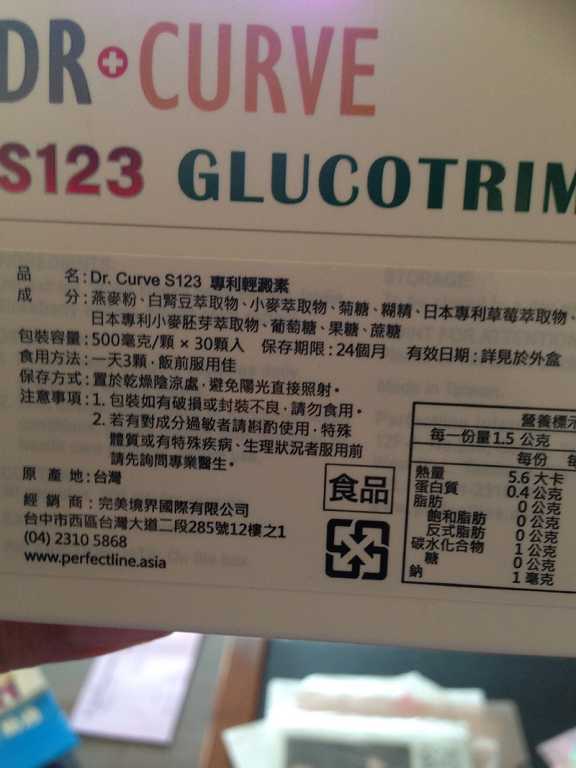 DR+CURVE
S123 GLUCOTRIM
品 名：Dr. Curve S123 專利輕澱素
成 分：燕麥粉、白腎豆萃取物、小麥萃取物、菊糖、糊精、日本專利草莓萃取物、
日本專利小麥胚芽萃取物、葡萄糖、果糖、蔗糖
包裝容量：500毫克/顆 × 30顆入 保存期限：24個月 有效日期：詳見於外盒
食用方法：一天3顆，飯前服用佳
保存方式：置於乾燥陰涼處，避免陽光直接照射。
注意事項：1. 包裝如有破損或封裝不良，請勿食用。
2. 若有對成分過敏者請斟酌使用，特殊
體質或有特殊疾病、生理狀況者服用前
請先詢問專業醫生。
原 產 地：台灣
經 銷 商：完美境界國際有限公司
台中市西區台灣大道二段285號12樓之1
(04) 2310 5868
www.perfectline.asia
食品
營養標示
每一份量1.5 公克
每份 每
熱量 5.6 大卡
蛋白質 0.4 公克
脂肪 0 公克
飽和脂肪 0 公克
反式脂肪 0 公克
碳水化合物 1 公克
糖 0 公克
鈉 1 毫克